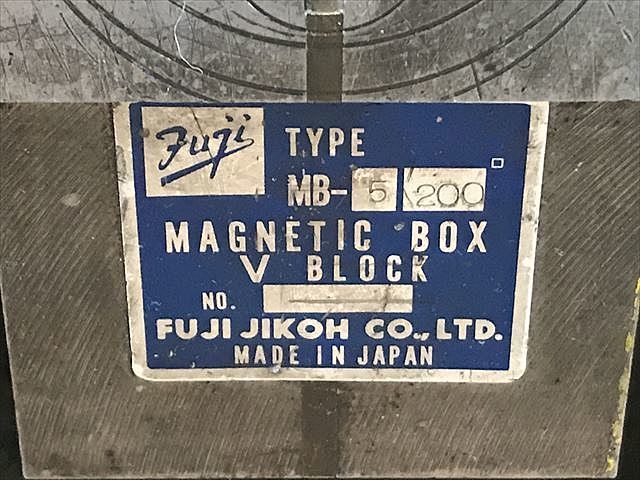 Fuji
TYPE
MB-5 200
MAGNETIC BOX
V BLOCK
NO.
FUJI JIKOH CO., LTD.
MADE IN JAPAN